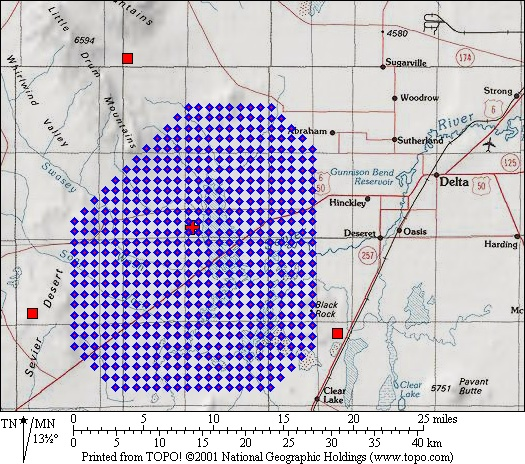 Little
Drum
Mountains
ntains
6594
4580
Sugarville
174
Whirlwind
Valley
Woodrow
Strong
6
River
Abraham
Sutherland
125
Swasey
Gunnison Bend
Reservoir
6
50
Delta
50
Hinckley
Deseret
Oasis
Harding
257
Sevier Desert
Black
Rock
Mc
Clear
Lake
Clear
Lake
5751
Pavant
Butte
TN MN
13½°
0 5 10 15 20 25 miles
0 5 10 15 20 25 30 35 40 km
Printed from TOPO! ©2001 National Geographic Holdings (www.topo.com)